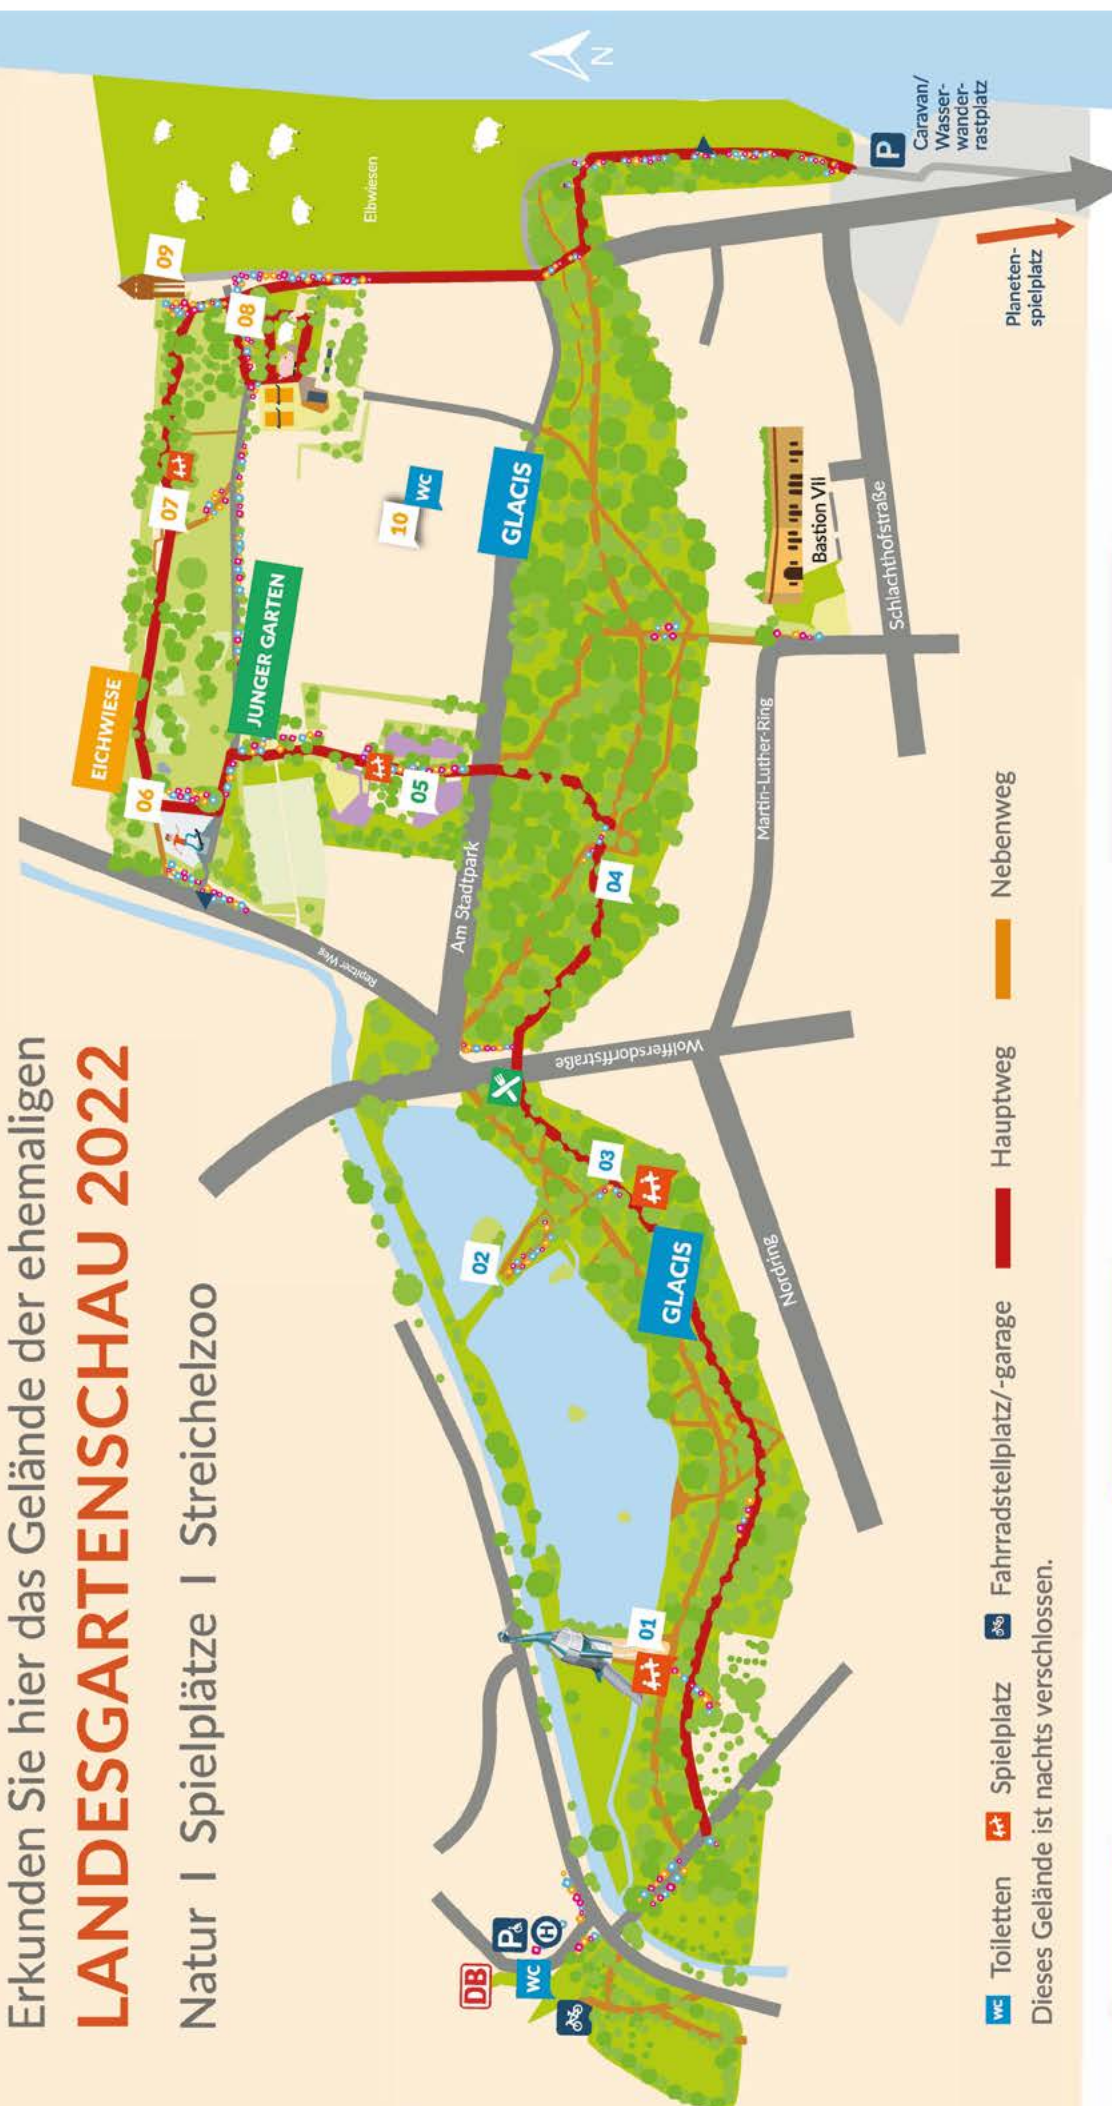 Erkunden Sie hier das Gelände der ehemaligen
LANDESGARTENSCHAU 2022
Natur I Spielplätze I Streichelzoo
DB
WC
P
H
01
GLACIS
02
03
Nordring
Wolffersdorffstraße
Repitzer Weg
Am Stadtpark
04
05
06
EICHWIESE
JUNGER GARTEN
07
08
09
10
WC
GLACIS
Elbwiesen
N
Martin-Luther-Ring
Bastion VII
Schlachthofstraße
P
Caravan/
Wasser-
wander-
rastplatz
Planeten-
spielplatz
WC Toiletten Spielplatz Fahrradstellplatz/-garage Hauptweg Nebenweg
Dieses Gelände ist nachts verschlossen.